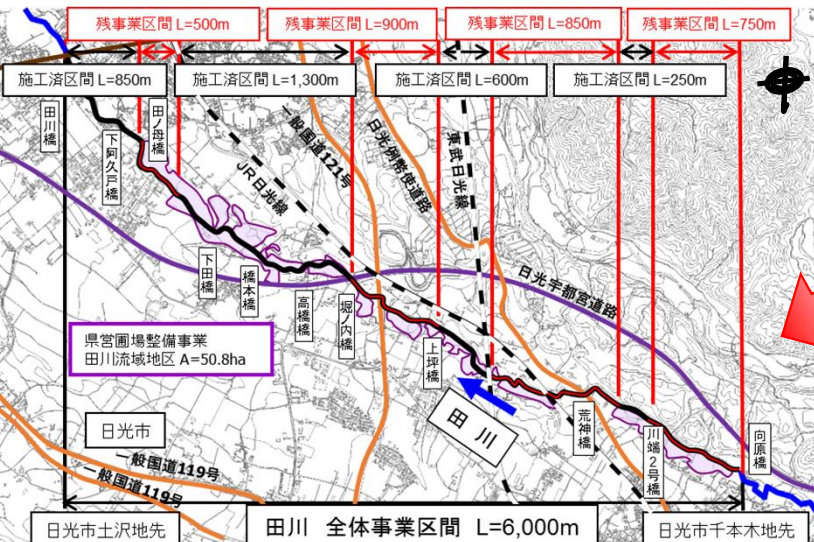 残事業区間 L=500m
残事業区間 L=900m
残事業区間 L=850m
残事業区間 L=750m
施工済区間 L=850m
施工済区間 L=1,300m
施工済区間 L=600m
施工済区間 L=250m
田川橋
下阿久戸橋
田ノ母橋
JR日光線
一般国道121号
日光例幣使道路
東武日光線
日光宇都宮道路
下田橋
橋本橋
高橋橋
堀ノ内橋
上坪橋
荒神橋
川端2号橋
向原橋
県営圃場整備事業
田川流域地区 A=50.8ha
田川
日光市
一般国道119号
一般国道119号
日光市土沢地先
田川 全体事業区間 L=6,000m
日光市千本木地先